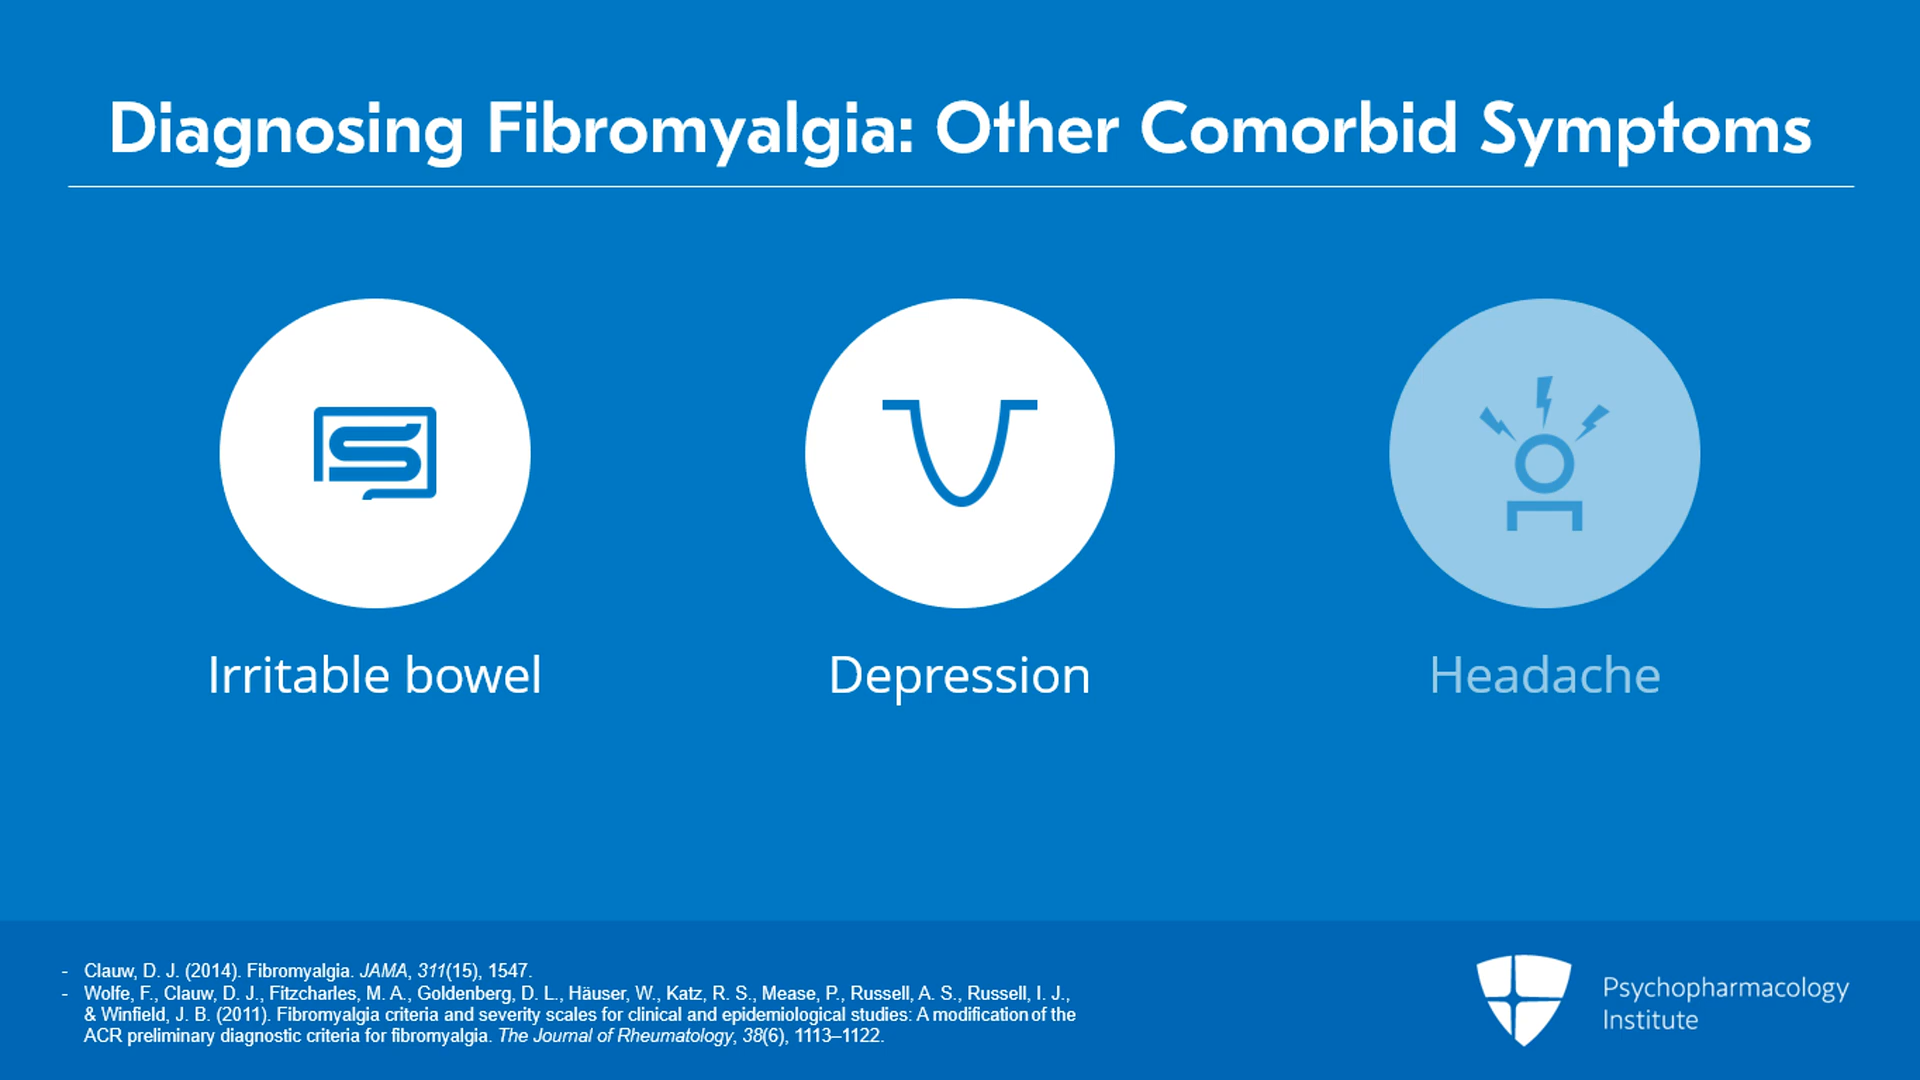 Diagnosing Fibromyalgia: Other Comorbid Symptoms
Irritable bowel
Depression
Headache
- Clauw, D. J. (2014). Fibromyalgia. JAMA, 311(15), 1547.
- Wolfe, F., Clauw, D. J., Fitzcharles, M. A., Goldenberg, D. L., Häuser, W., Katz, R. S., Mease, P., Russell, A. S., Russell, I. J.,
& Winfield, J. B. (2011). Fibromyalgia criteria and severity scales for clinical and epidemiological studies: A modification of the
ACR preliminary diagnostic criteria for fibromyalgia. The Journal of Rheumatology, 38(6), 1113–1122.
Psychopharmacology
Institute